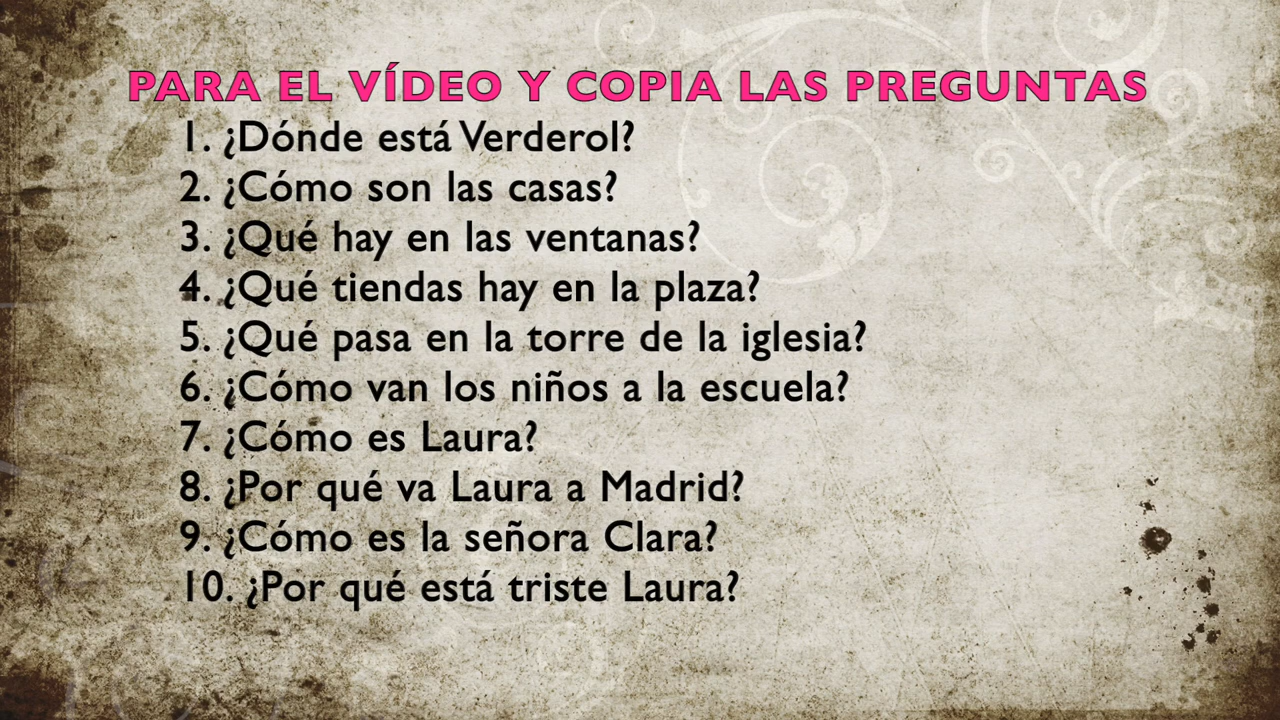 PARA EL VÍDEO Y COPIA LAS PREGUNTAS
1. ¿Dónde está Verderol?
2. ¿Cómo son las casas?
3. ¿Qué hay en las ventanas?
4. ¿Qué tiendas hay en la plaza?
5. ¿Qué pasa en la torre de la iglesia?
6. ¿Cómo van los niños a la escuela?
7. ¿Cómo es Laura?
8. ¿Por qué va Laura a Madrid?
9. ¿Cómo es la señora Clara?
10. ¿Por qué está triste Laura?